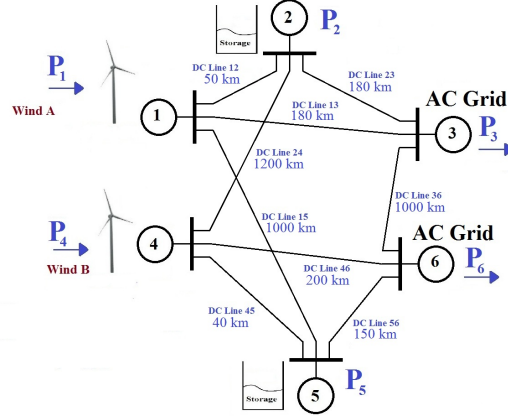 2
P2
Storage
DC Line 12
50 km
DC Line 23
180 km
P1
Wind A
1
DC Line 13
180 km
AC Grid
3
P3
DC Line 24
1200 km
DC Line 36
1000 km
DC Line 15
1000 km
P4
Wind B
4
AC Grid
6
P6
DC Line 46
200 km
DC Line 45
40 km
DC Line 56
150 km
Storage
5
P5